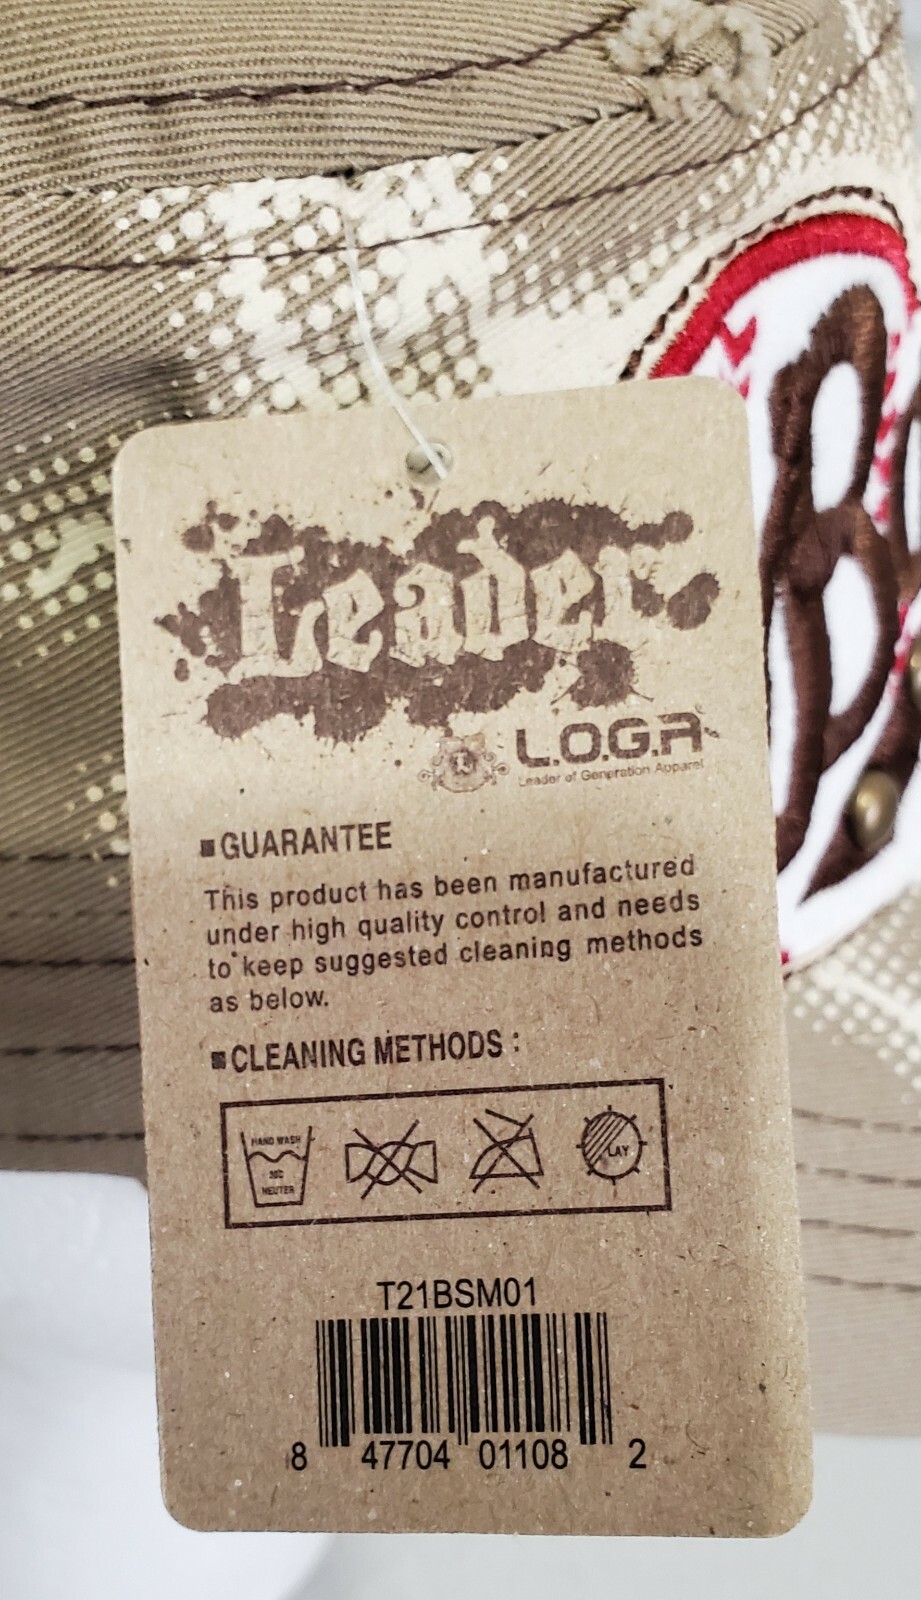 Leader
L.O.G.A
Leader of Generation Apparel
GUARANTEE
This product has been manufactured
under high quality control and needs
to keep suggested cleaning methods
as below.
CLEANING METHODS :
HAND WASH
NEUTER
LAY
T21BSM01
8 47704 01108 2
B